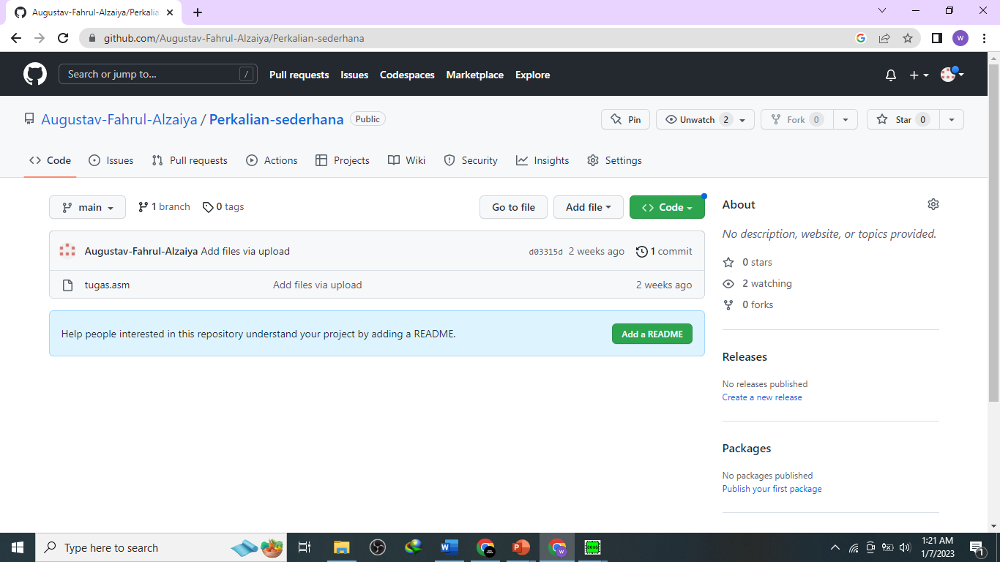 Augustav-Fahrul-Alzaiya/Perkalia
github.com/Augustav-Fahrul-Alzaiya/Perkalian-sederhana
W
Search or jump to... /
Pull requests Issues Codespaces Marketplace Explore
Augustav-Fahrul-Alzaiya / Perkalian-sederhana Public
Pin Unwatch 2 Fork 0 Star 0
Code Issues Pull requests Actions Projects Wiki Security Insights Settings
main 1 branch 0 tags Go to file Add file Code
About
No description, website, or topics provided.
Augustav-Fahrul-Alzaiya Add files via upload d03315d 2 weeks ago 1 commit
tugas.asm Add files via upload 2 weeks ago
0 stars
2 watching
0 forks
Help people interested in this repository understand your project by adding a README. Add a README
Releases
No releases published
Create a new release
Packages
No packages published
Publish your first package
Type here to search
1:21 AM
1/7/2023
1